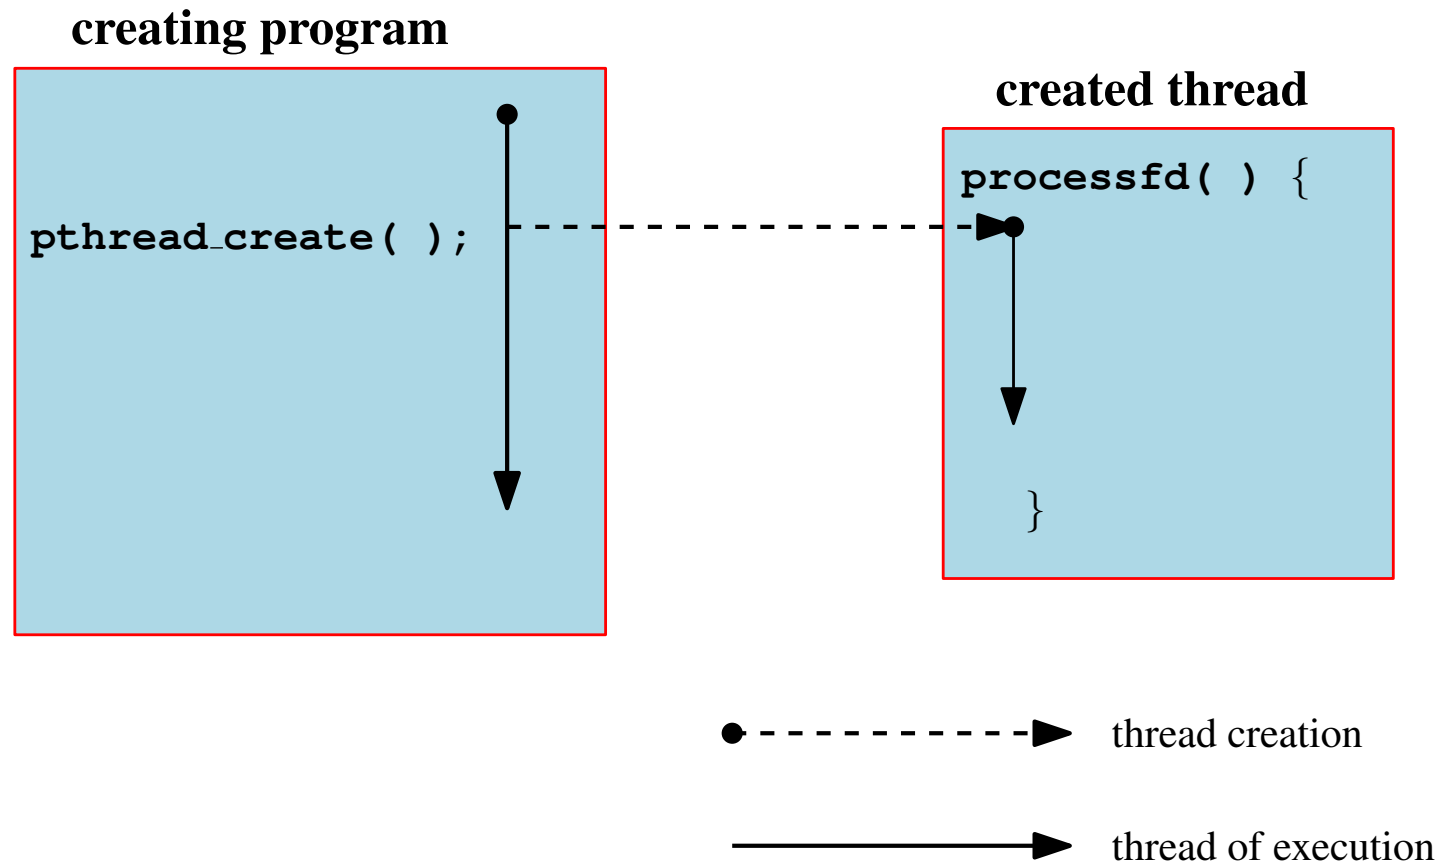 creating program
created thread
processfd( ) {
pthread_create( );
}
thread creation
thread of execution